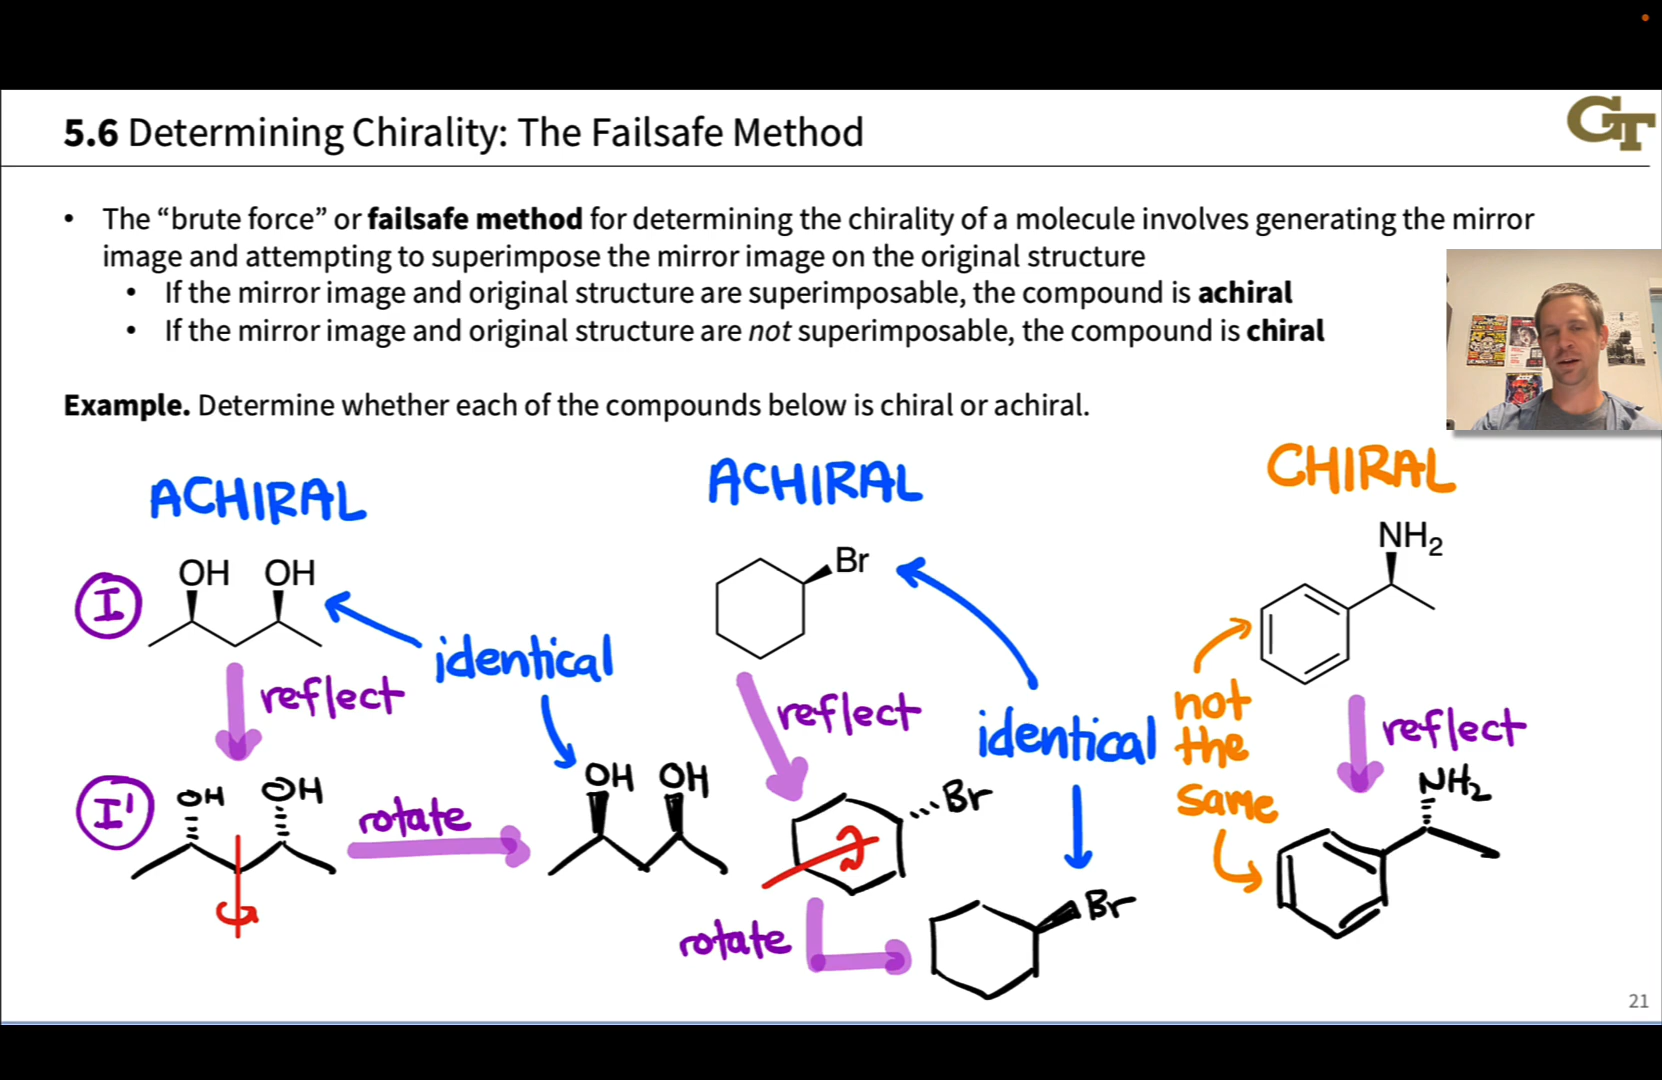 5.6 Determining Chirality: The Failsafe Method
GT
• The “brute force” or failsafe method for determining the chirality of a molecule involves generating the mirror
image and attempting to superimpose the mirror image on the original structure
• If the mirror image and original structure are superimposable, the compound is achiral
• If the mirror image and original structure are not superimposable, the compound is chiral
Example. Determine whether each of the compounds below is chiral or achiral.
ACHIRAL
I
OH OH
identical
reflect
I'
OH OH
rotate
OH OH
ACHIRAL
Br
reflect
identical
Br
rotate
Br
CHIRAL
NH2
not
the
same
reflect
NH2
21